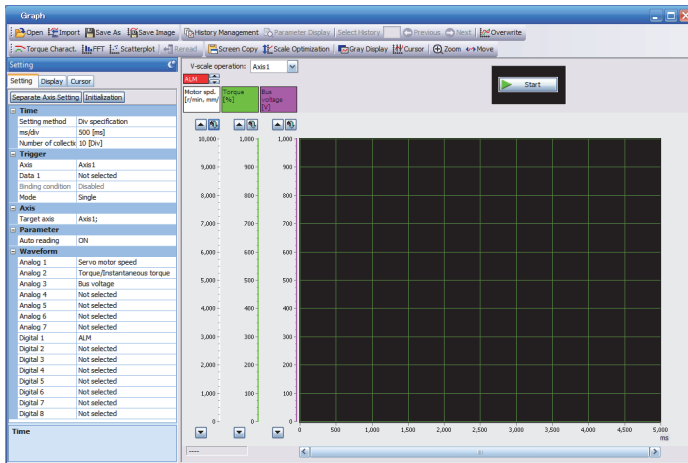 Graph
Open Import Save As Save Image History Management Parameter Display Select History Previous Next Overwrite
Torque Charact. FFT Scatterplot Reread Screen Copy Scale Optimization Gray Display Cursor Zoom Move
Setting
Setting Display Cursor
Separate Axis Setting Initialization
Time
Setting method Div specification
ms/div 500 [ms]
Number of collectic 10 [Div]
Trigger
Axis Axis1
Data 1 Not selected
Binding condition Disabled
Mode Single
Axis
Target axis Axis1;
Parameter
Auto reading ON
Waveform
Analog 1 Servo motor speed
Analog 2 Torque/Instantaneous torque
Analog 3 Bus voltage
Analog 4 Not selected
Analog 5 Not selected
Analog 6 Not selected
Analog 7 Not selected
Digital 1 ALM
Digital 2 Not selected
Digital 3 Not selected
Digital 4 Not selected
Digital 5 Not selected
Digital 6 Not selected
Digital 7 Not selected
Digital 8 Not selected
Time
V-scale operation: Axis1
ALM
Motor spd. Torque Bus
[r/min, mm/ [%] voltage
[V]
Start
10,000 1,000 1,000
9,000 900 900
8,000 800 800
7,000 700 700
6,000 600 600
5,000 500 500
4,000 400 400
3,000 300 300
2,000 200 200
1,000 100 100
0 0 0
0 500 1,000 1,500 2,000 2,500 3,000 3,500 4,000 4,500 5,000
ms
----